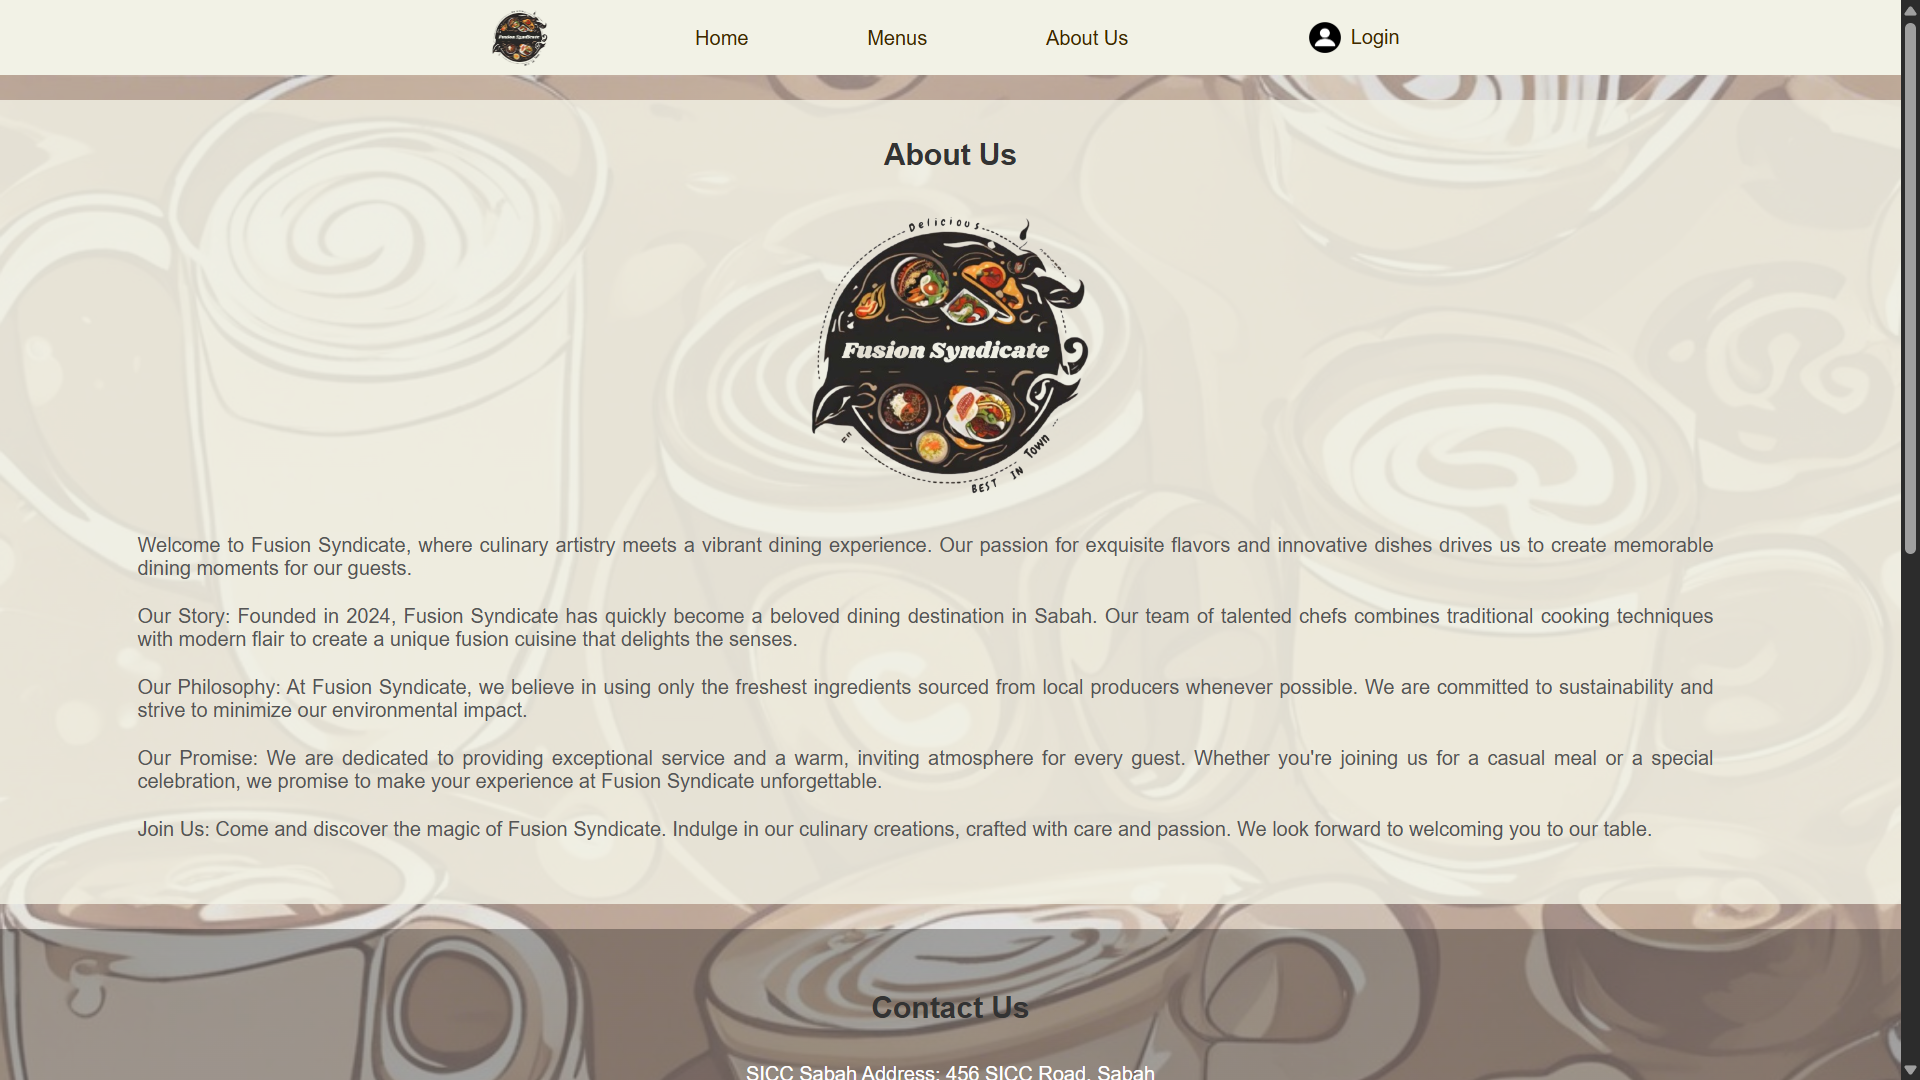 Fusion Syndicate
Home
Menus
About Us
Login
About Us
Delicious
Fusion Syndicate
BEST IN Town
Welcome to Fusion Syndicate, where culinary artistry meets a vibrant dining experience. Our passion for exquisite flavors and innovative dishes drives us to create memorable
dining moments for our guests.
Our Story: Founded in 2024, Fusion Syndicate has quickly become a beloved dining destination in Sabah. Our team of talented chefs combines traditional cooking techniques
with modern flair to create a unique fusion cuisine that delights the senses.
Our Philosophy: At Fusion Syndicate, we believe in using only the freshest ingredients sourced from local producers whenever possible. We are committed to sustainability and
strive to minimize our environmental impact.
Our Promise: We are dedicated to providing exceptional service and a warm, inviting atmosphere for every guest. Whether you're joining us for a casual meal or a special
celebration, we promise to make your experience at Fusion Syndicate unforgettable.
Join Us: Come and discover the magic of Fusion Syndicate. Indulge in our culinary creations, crafted with care and passion. We look forward to welcoming you to our table.
Contact Us
SICC Sabah Address: 456 SICC Road, Sabah